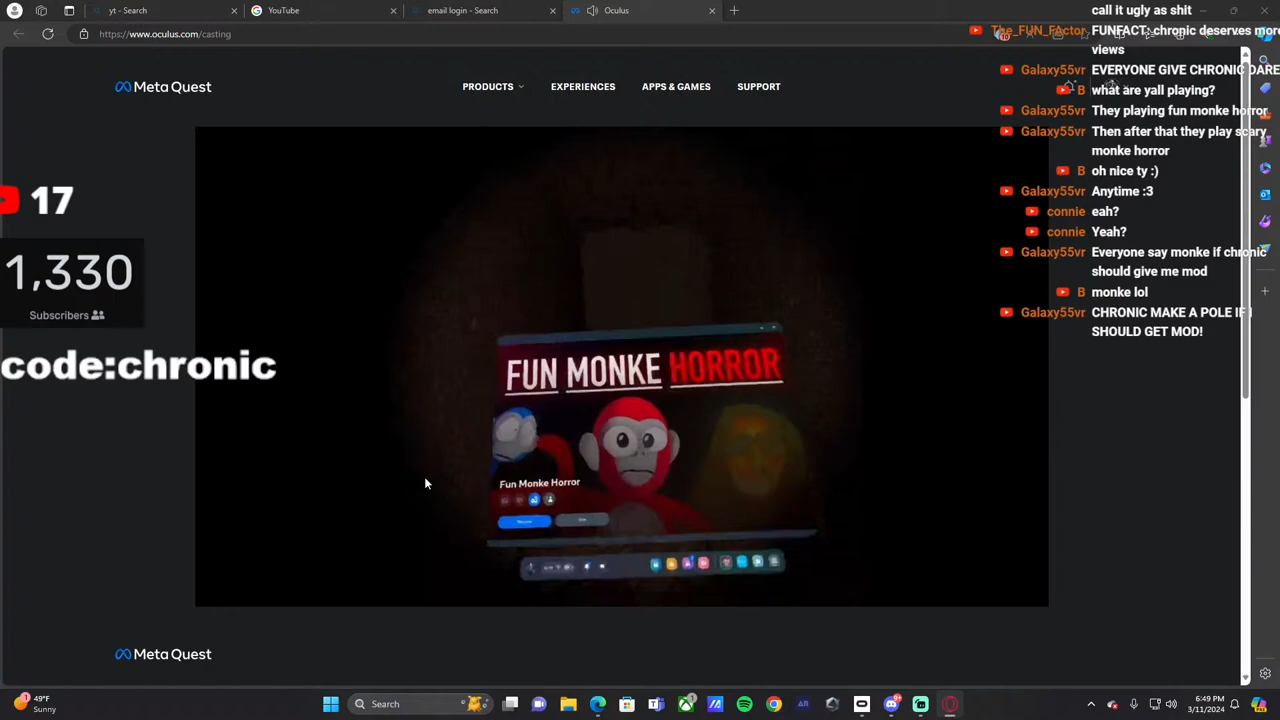 yt - Search
YouTube
email login - Search
Oculus
https://www.oculus.com/casting
Meta Quest
PRODUCTS
EXPERIENCES
APPS & GAMES
SUPPORT
call it ugly as shit
The_FUN_FActor FUNFACT: chronic deserves more
views
Galaxy55vr EVERYONE GIVE CHRONIC DARE
B what are yall playing?
Galaxy55vr They playing fun monke horror
Galaxy55vr Then after that they play scary
monke horror
B oh nice ty :)
Galaxy55vr Anytime :3
connie eah?
connie Yeah?
Galaxy55vr Everyone say monke if chronic
should give me mod
B monke lol
Galaxy55vr CHRONIC MAKE A POLE IF I
SHOULD GET MOD!
17
1,330
Subscribers
code:chronic
FUN MONKE HORROR
Fun Monke Horror
Meta Quest
49°F
Sunny
Search
6:49 PM
3/11/2024